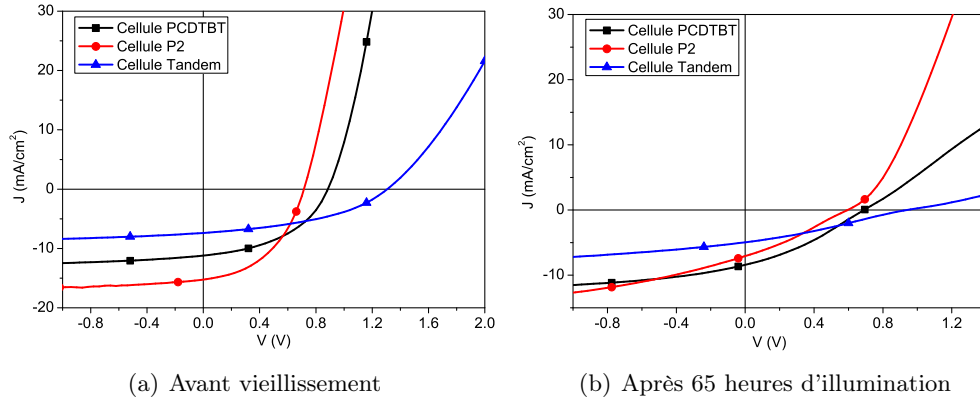 30
20
10
0
-10
-20
J (mA/cm²)
Cellule PCDTBT
Cellule P2
Cellule Tandem
-0.8 -0.4 0.0 0.4 0.8 1.2 1.6 2.0
V (V)
(a) Avant vieillissement
30
20
10
0
-10
J (mA/cm²)
Cellule PCDTBT
Cellule P2
Cellule Tandem
-0.8 -0.4 0.0 0.4 0.8 1.2
V (V)
(b) Après 65 heures d'illumination